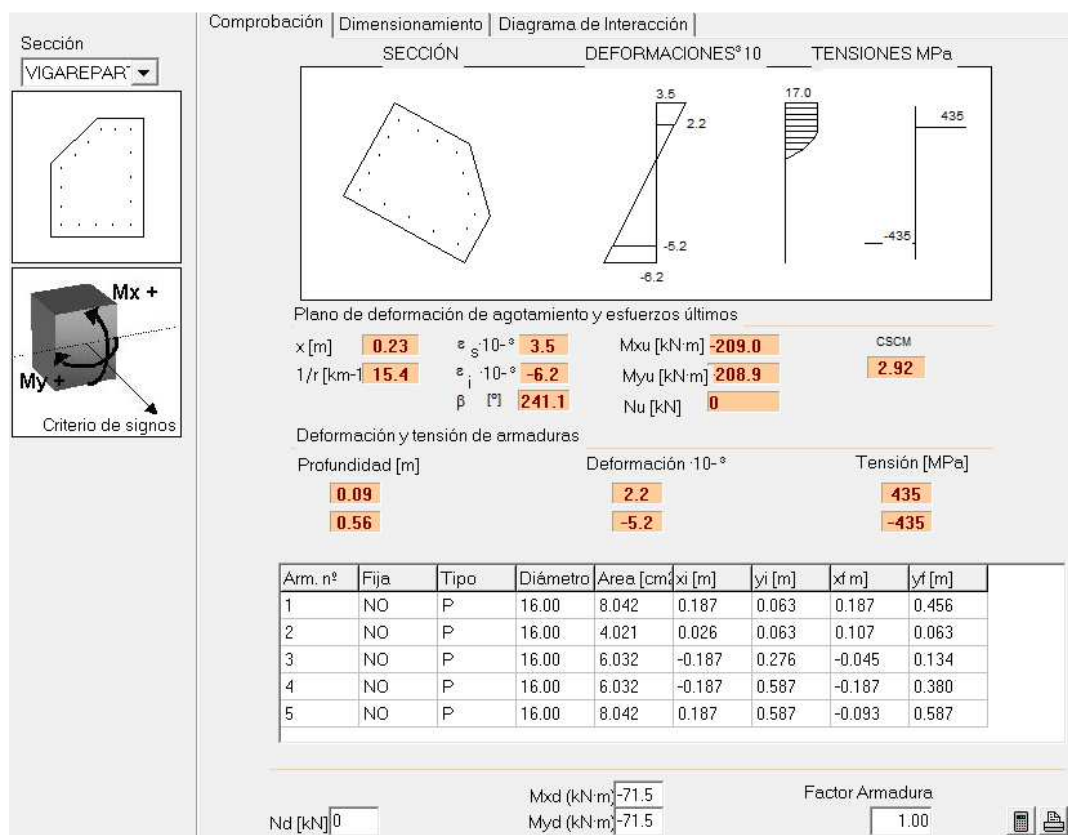 Comprobación Dimensionamiento Diagrama de Interacción
Sección
VIGAREPAR
SECCIÓN DEFORMACIONES³10 TENSIONES MPa
3.5
2.2
-5.2
-6.2
17.0
435
-435
Mx +
My +
Criterio de signos
Plano de deformación de agotamiento y esfuerzos últimos
x [m] 0.23 ε s ·10-³ 3.5 Mxu [kN·m] -209.0 CSCM
1/r [km-1 15.4 ε i ·10-³ -6.2 Myu [kN·m] -208.9 2.92
β [º] 241.1 Nu [kN] 0
Deformación y tensión de armaduras
Profundidad [m] Deformación ·10-³ Tensión [MPa]
0.09 2.2 435
0.56 -5.2 -435
Arm. nº Fija Tipo Diámetro Area [cm² xi [m] yi [m] xf m] yf [m]
1 NO P 16.00 8.042 0.187 0.063 0.187 0.456
2 NO P 16.00 4.021 0.026 0.063 0.107 0.063
3 NO P 16.00 6.032 -0.187 0.276 -0.045 0.134
4 NO P 16.00 6.032 -0.187 0.587 -0.187 0.380
5 NO P 16.00 8.042 0.187 0.587 -0.093 0.587
Mxd (kN·m) -71.5 Factor Armadura
Nd [kN] 0 Myd (kN·m) -71.5 1.00